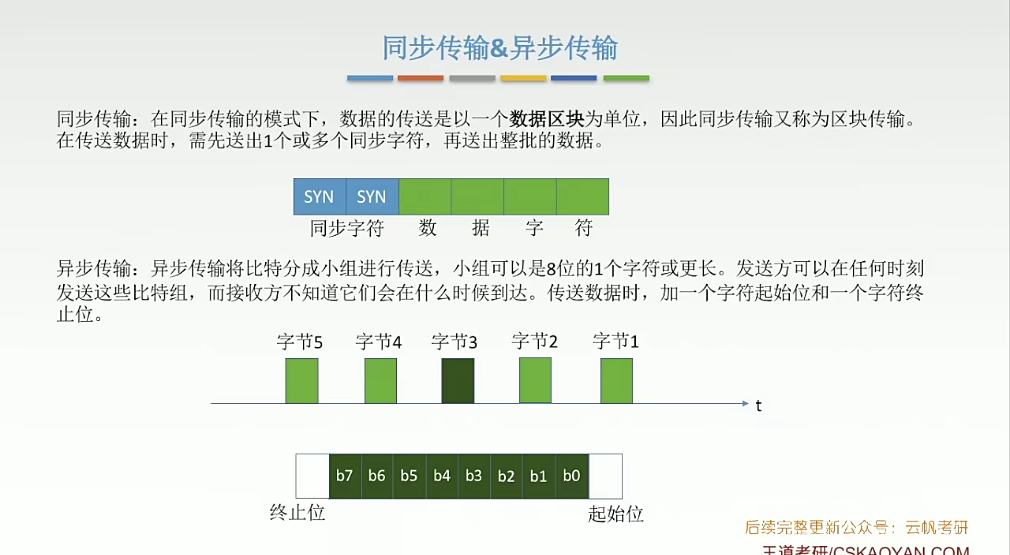 同步传输&异步传输
同步传输：在同步传输的模式下，数据的传送是以一个数据区块为单位，因此同步传输又称为区块传输。
在传送数据时，需先送出1个或多个同步字符，再送出整批的数据。
SYN SYN
同步字符 数 据 字 符
异步传输：异步传输将比特分成小组进行传送，小组可以是8位的1个字符或更长。发送方可以在任何时刻
发送这些比特组，而接收方不知道它们会在什么时候到达。传送数据时，加一个字符起始位和一个字符终
止位。
字节5 字节4 字节3 字节2 字节1
t
b7 b6 b5 b4 b3 b2 b1 b0
终止位 起始位
后续完整更新公众号：云帆考研
王道考研/CSKAOYAN.COM